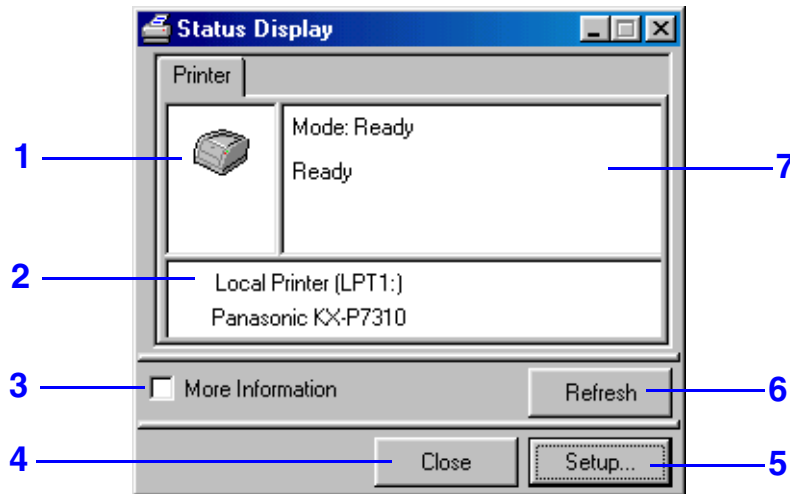 Status Display
Printer
1
Mode: Ready
Ready
7
2
Local Printer (LPT1:)
Panasonic KX-P7310
3
More Information
Refresh
6
4
Close
Setup...
5